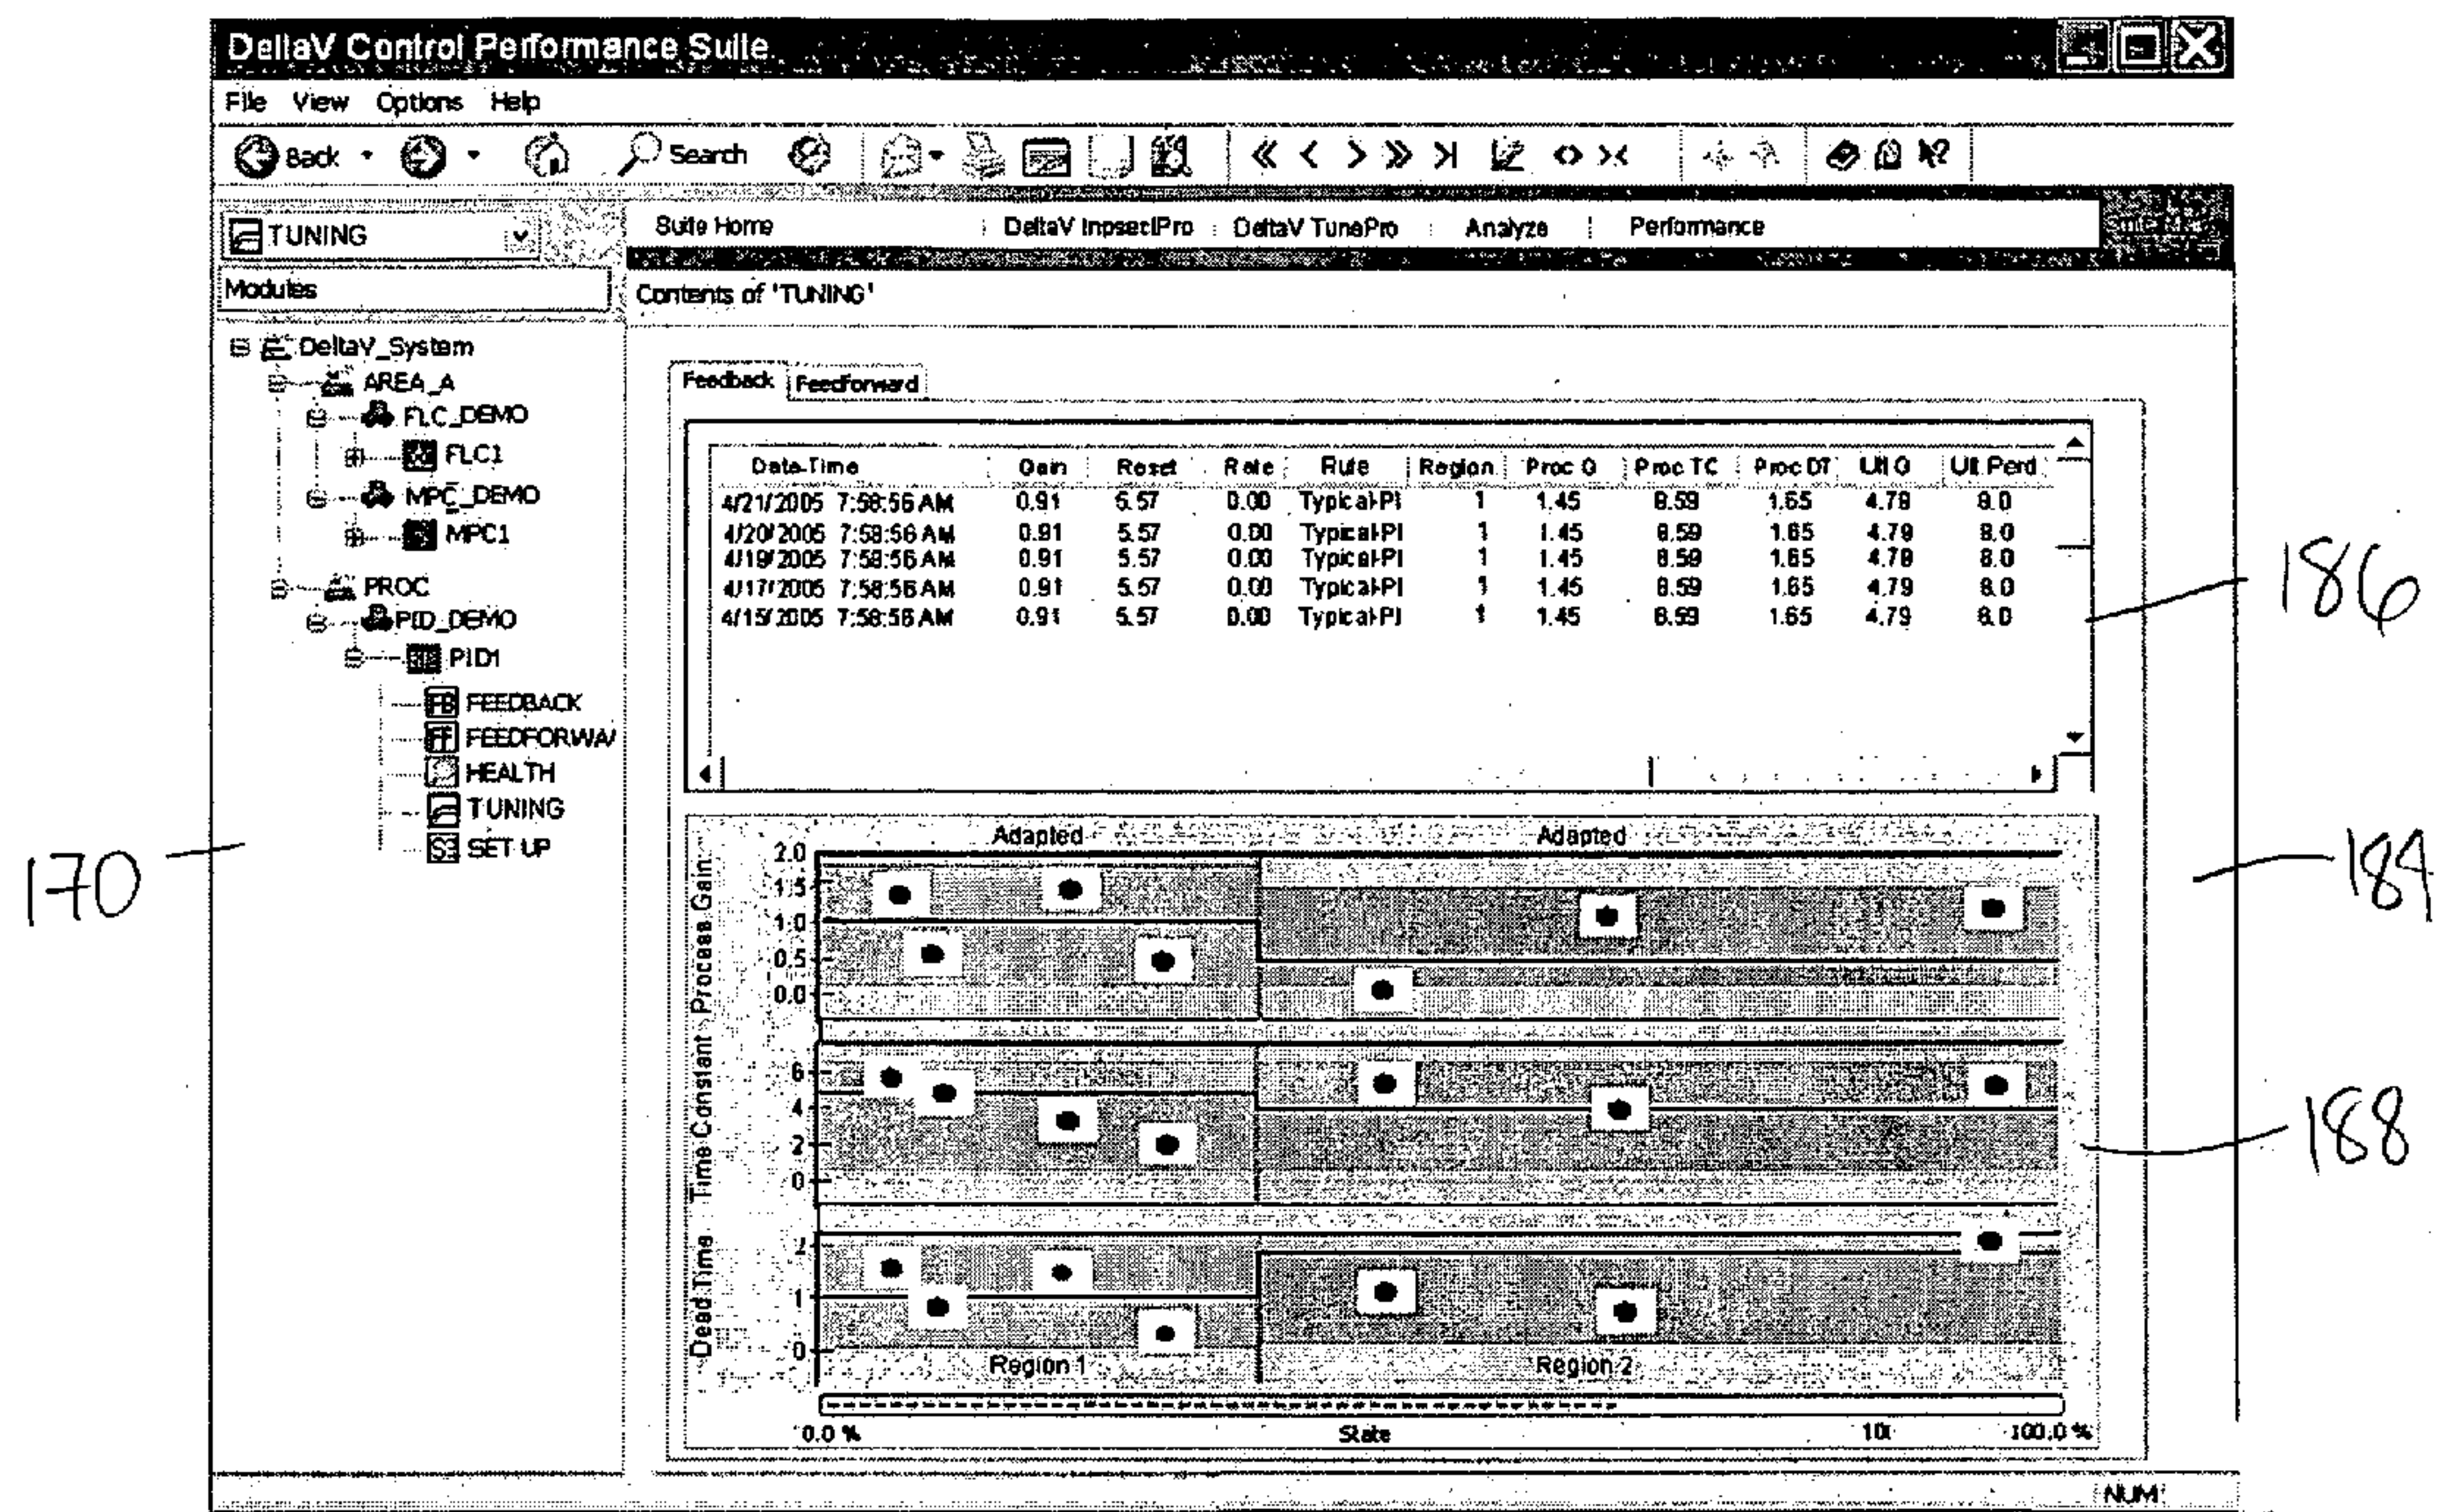 DeltaV Control Performance Suite
File View Options Help
Back Search
TUNING
Suite Home DeltaV InpsectPro DeltaV TunePro Analyze Performance
Modules
Contents of 'TUNING'
DeltaV_System
AREA_A
FLC_DEMO
FLC1
MPC_DEMO
MPC1
PROC
PID_DEMO
PID1
FB FEEDBACK
FF FEEDFORWA
HEALTH
TUNING
SET UP
Feedback Feedforward
Date-Time Gain Reset Rate Rule Region Proc G Proc TC Proc DT Ult G Ult Perd
4/21/2005 7:58:56 AM 0.91 5.57 0.00 Typical-PI 1 1.45 8.59 1.65 4.79 8.0
4/20/2005 7:58:56 AM 0.91 5.57 0.00 Typical-PI 1 1.45 8.59 1.65 4.79 8.0
4/19/2005 7:58:56 AM 0.91 5.57 0.00 Typical-PI 1 1.45 8.59 1.65 4.79 8.0
4/17/2005 7:58:56 AM 0.91 5.57 0.00 Typical-PI 1 1.45 8.59 1.65 4.79 8.0
4/15/2005 7:58:56 AM 0.91 5.57 0.00 Typical-PI 1 1.45 8.59 1.65 4.79 8.0
186
170
184
188
Adapted Adapted
Process Gain
2.0
1.5
1.0
0.5
0.0
Time Constant
6
4
2
0
Dead Time
2
1
0
Region 1 Region 2
0.0 % State 10 100.0 %
NUM